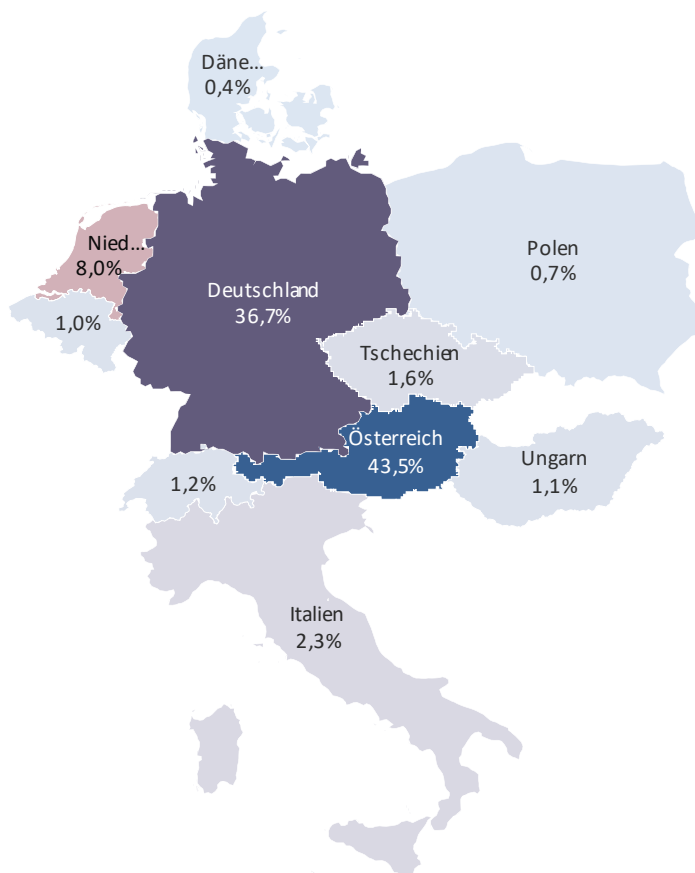 Däne...
0,4%
Nied...
8,0%
Polen
0,7%
Deutschland
36,7%
1,0%
Tschechien
1,6%
Österreich
43,5%
Ungarn
1,1%
1,2%
Italien
2,3%